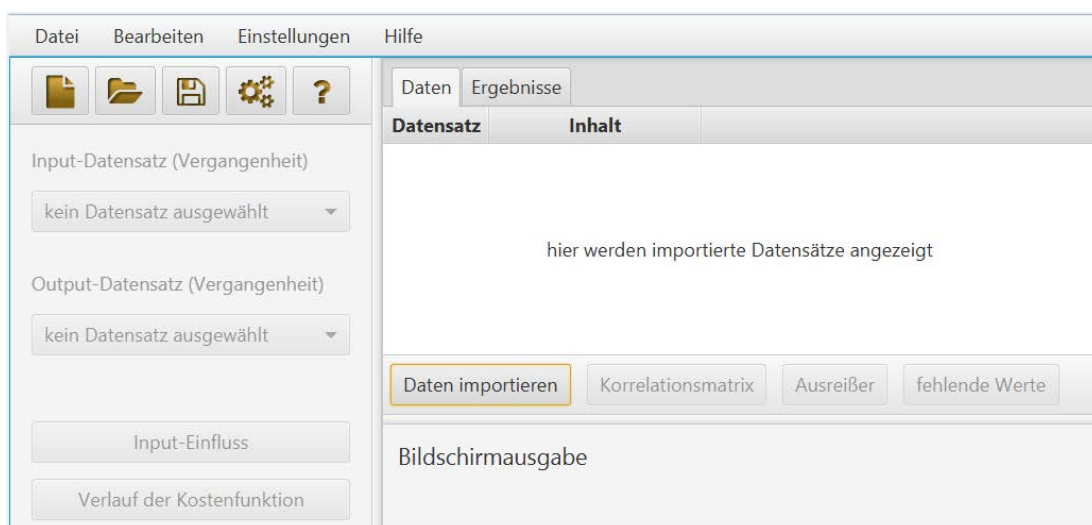 Datei Bearbeiten Einstellungen Hilfe
?
Daten Ergebnisse
Datensatz Inhalt
hier werden importierte Datensätze angezeigt
Daten importieren Korrelationsmatrix Ausreißer fehlende Werte
Bildschirmausgabe
Input-Datensatz (Vergangenheit)
kein Datensatz ausgewählt
Output-Datensatz (Vergangenheit)
kein Datensatz ausgewählt
Input-Einfluss
Verlauf der Kostenfunktion